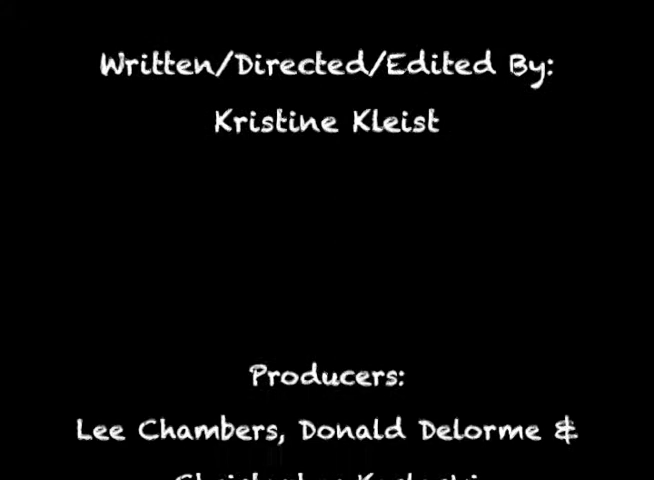 Written/Directed/Edited By:
Kristine Kleist
Producers:
Lee Chambers, Donald Delorme &